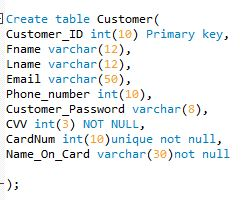 Create table Customer(
Customer_ID int(10) Primary key,
Fname varchar(12),
Lname varchar(12),
Email varchar(50),
Phone_number int(10),
Customer_Password varchar(8),
CVV int(3) NOT NULL,
CardNum int(10)unique not null,
Name_On_Card varchar(30)not null
);